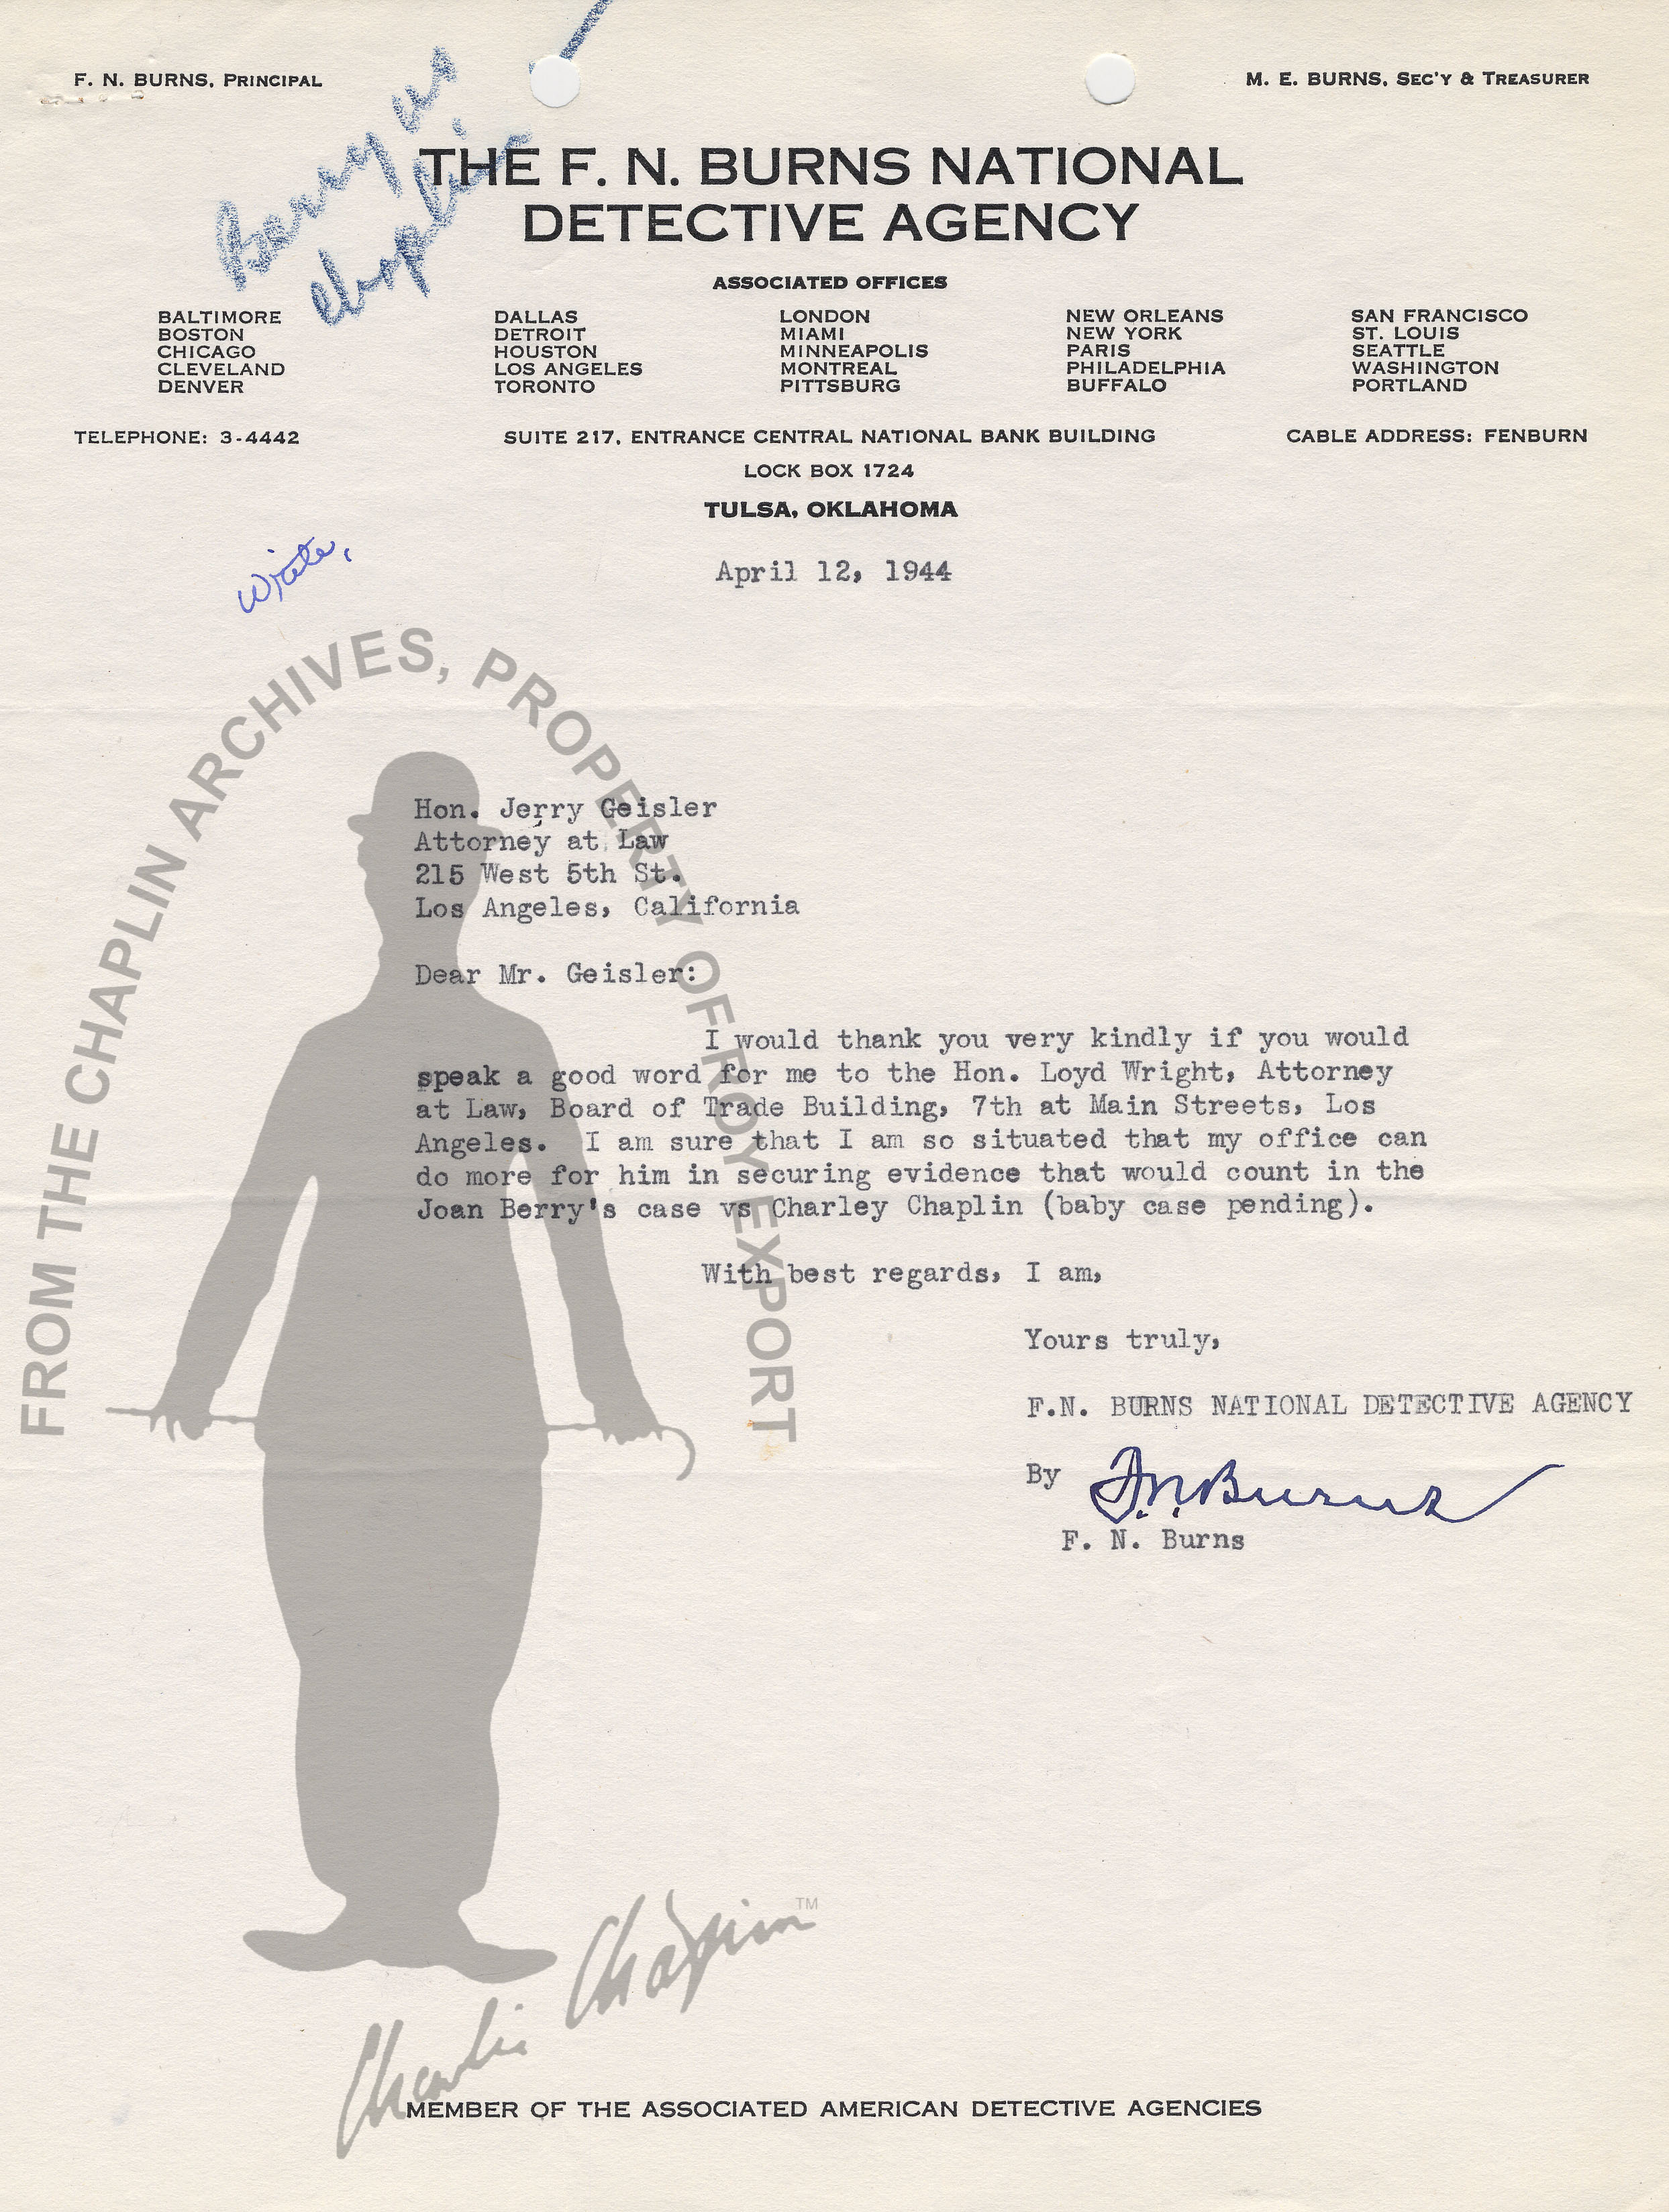 F. N. BURNS, PRINCIPAL
M. E. BURNS, SEC'Y & TREASURER
Berry vs
Chaplin
THE F. N. BURNS NATIONAL
DETECTIVE AGENCY
ASSOCIATED OFFICES
BALTIMORE DALLAS LONDON NEW ORLEANS SAN FRANCISCO
BOSTON DETROIT MIAMI NEW YORK ST. LOUIS
CHICAGO HOUSTON MINNEAPOLIS PARIS SEATTLE
CLEVELAND LOS ANGELES MONTREAL PHILADELPHIA WASHINGTON
DENVER TORONTO PITTSBURG BUFFALO PORTLAND
TELEPHONE: 3-4442 SUITE 217, ENTRANCE CENTRAL NATIONAL BANK BUILDING CABLE ADDRESS: FENBURN
LOCK BOX 1724
TULSA, OKLAHOMA
April 12, 1944
FROM THE CHAPLIN ARCHIVES, PROPERTY OF ROY EXPORT
Hon. Jerry Geisler
Attorney at Law
215 West 5th St.
Los Angeles, California
Dear Mr. Geisler:
I would thank you very kindly if you would
speak a good word for me to the Hon. Loyd Wright, Attorney
at Law, Board of Trade Building, 7th at Main Streets, Los
Angeles. I am sure that I am so situated that my office can
do more for him in securing evidence that would count in the
Joan Berry's case vs Charley Chaplin (baby case pending).
With best regards, I am,
Yours truly,
F.N. BURNS NATIONAL DETECTIVE AGENCY
By F.N. Burns
F. N. Burns
Charlie Chaplin TM
MEMBER OF THE ASSOCIATED AMERICAN DETECTIVE AGENCIES